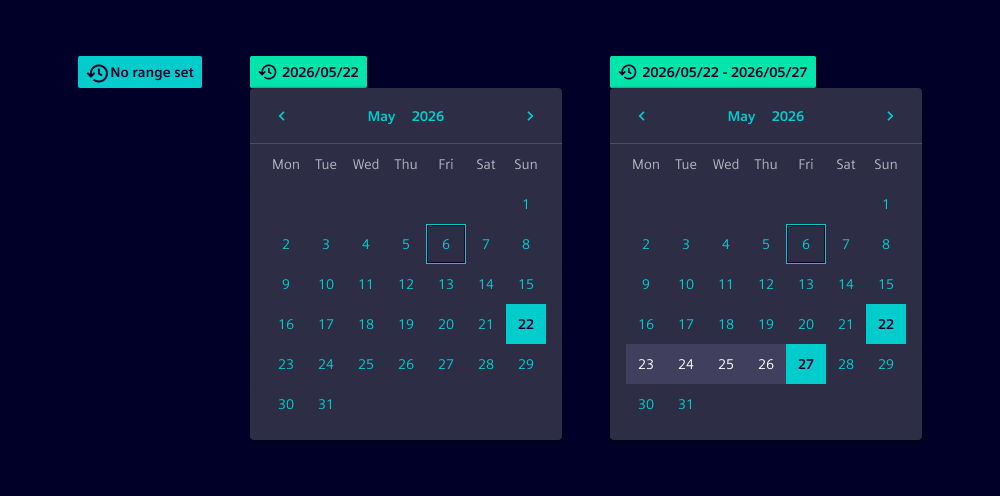 No range set
2026/05/22
2026/05/22 - 2026/05/27
May 2026
Mon Tue Wed Thu Fri Sat Sun
1
2 3 4 5 6 7 8
9 10 11 12 13 14 15
16 17 18 19 20 21 22
23 24 25 26 27 28 29
30 31
May 2026
Mon Tue Wed Thu Fri Sat Sun
1
2 3 4 5 6 7 8
9 10 11 12 13 14 15
16 17 18 19 20 21 22
23 24 25 26 27 28 29
30 31